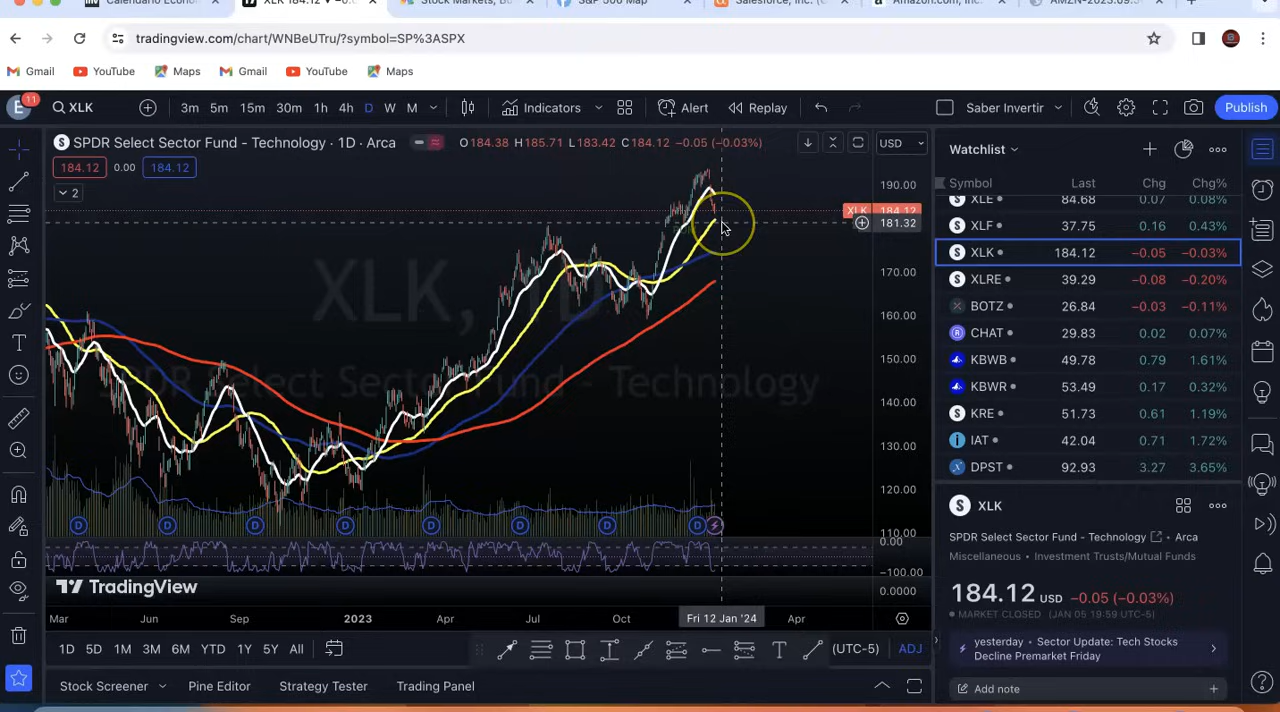 Calendario Econo
XLK 184.12
Stock Markets, Bu
S&P 500 Map
Salesforce, Inc. (C
Amazon.com, Inc.
AMZN-2023.09.3
tradingview.com/chart/WNBeUTru/?symbol=SP%3ASPX
Gmail YouTube Maps Gmail YouTube Maps
E 11 XLK 3m 5m 15m 30m 1h 4h D W M Indicators Alert Replay Saber Invertir Publish
S SPDR Select Sector Fund - Technology · 1D · Arca O184.38 H185.71 L183.42 C184.12 −0.05 (−0.03%) USD
184.12 0.00 184.12
2
XLK, 1D
SPDR Select Sector Fund - Technology
190.00
XLK 184.12
181.32
170.00
160.00
150.00
140.00
130.00
120.00
110.00
0.00
−100.00
0.0000
D D D D D D D D
TradingView
Mar Jun Sep 2023 Apr Jul Oct Fri 12 Jan '24 Apr
1D 5D 1M 3M 6M YTD 1Y 5Y All (UTC-5) ADJ
Stock Screener Pine Editor Strategy Tester Trading Panel
Watchlist
Symbol Last Chg Chg%
XLE 84.68 0.07 0.08%
XLF 37.75 0.16 0.43%
XLK 184.12 −0.05 −0.03%
XLRE 39.29 −0.08 −0.20%
BOTZ 26.84 −0.03 −0.11%
CHAT 29.83 0.02 0.07%
KBWB 49.78 0.79 1.61%
KBWR 53.49 0.17 0.32%
KRE 51.73 0.61 1.19%
IAT 42.04 0.71 1.72%
DPST 92.93 3.27 3.65%
S XLK
SPDR Select Sector Fund - Technology Arca
Miscellaneous • Investment Trusts/Mutual Funds
184.12 USD −0.05 (−0.03%)
MARKET CLOSED (JAN 05 19:59 UTC-5)
yesterday • Sector Update: Tech Stocks
Decline Premarket Friday
Add note